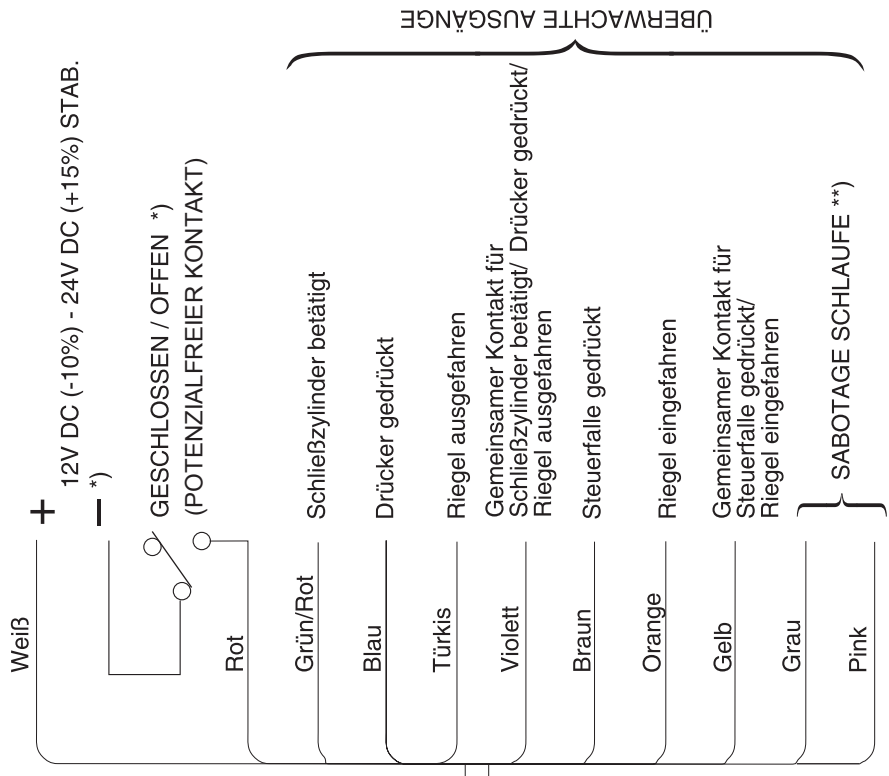 Weiß
+
12V DC (-10%) - 24V DC (+15%) STAB.
– *)
GESCHLOSSEN / OFFEN *)
(POTENZIALFREIER KONTAKT)
Rot
Grün/Rot
Schließzylinder betätigt
Blau
Drücker gedrückt
Türkis
Riegel ausgefahren
Violett
Gemeinsamer Kontakt für
Schließzylinder betätigt/ Drücker gedrückt/
Riegel ausgefahren
Braun
Steuerfalle gedrückt
Orange
Riegel eingefahren
Gelb
Gemeinsamer Kontakt für
Steuerfalle gedrückt/
Riegel eingefahren
Grau
Pink
SABOTAGE SCHLAUFE **)
ÜBERWACHTE AUSGÄNGE